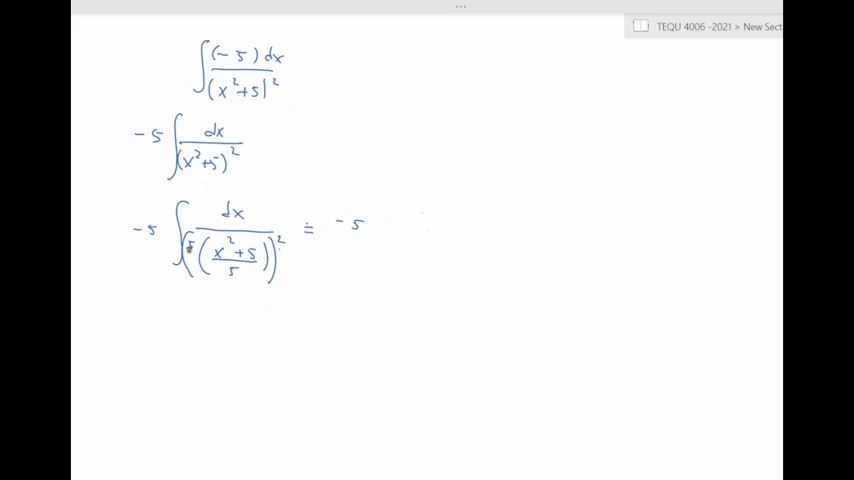 TEQU 4006 -2021 > New Sect
∫ (- 5) dx / (x² + 5)²
- 5 ∫ dx / (x² + 5)²
- 5 ∫ dx / (5 ((x² + 5) / 5))² = - 5